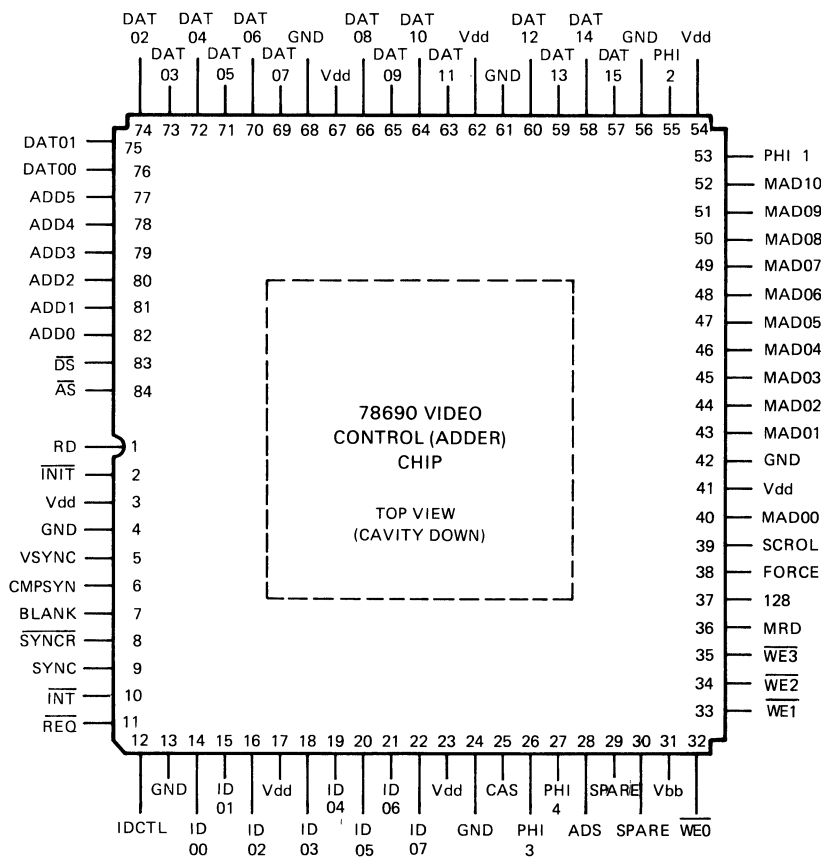 DAT 02
DAT 03
DAT 04
DAT 05
DAT 06
DAT 07
GND
Vdd
DAT 08
DAT 09
DAT 10
DAT 11
Vdd
GND
DAT 12
DAT 13
DAT 14
DAT 15
GND
PHI 2
Vdd
74 73 72 71 70 69 68 67 66 65 64 63 62 61 60 59 58 57 56 55 54
DAT01 75
DAT00 76
ADD5 77
ADD4 78
ADD3 79
ADD2 80
ADD1 81
ADD0 82
D̅S̅ 83
A̅S̅ 84
RD 1
I̅N̅I̅T̅ 2
Vdd 3
GND 4
VSYNC 5
CMPSYN 6
BLANK 7
S̅Y̅N̅C̅R̅ 8
SYNC 9
I̅N̅T̅ 10
R̅E̅Q̅ 11
78690 VIDEO
CONTROL (ADDER)
CHIP
TOP VIEW
(CAVITY DOWN)
53 PHI 1
52 MAD10
51 MAD09
50 MAD08
49 MAD07
48 MAD06
47 MAD05
46 MAD04
45 MAD03
44 MAD02
43 MAD01
42 GND
41 Vdd
40 MAD00
39 SCROL
38 FORCE
37 128
36 MRD
35 W̅E̅3̅
34 W̅E̅2̅
33 W̅E̅1̅
12 13 14 15 16 17 18 19 20 21 22 23 24 25 26 27 28 29 30 31 32
IDCTL
GND
ID 00
ID 01
ID 02
Vdd
ID 03
ID 04
ID 05
ID 06
ID 07
Vdd
GND
CAS
PHI 3
PHI 4
ADS
SPARE
SPARE
Vbb
W̅E̅0̅